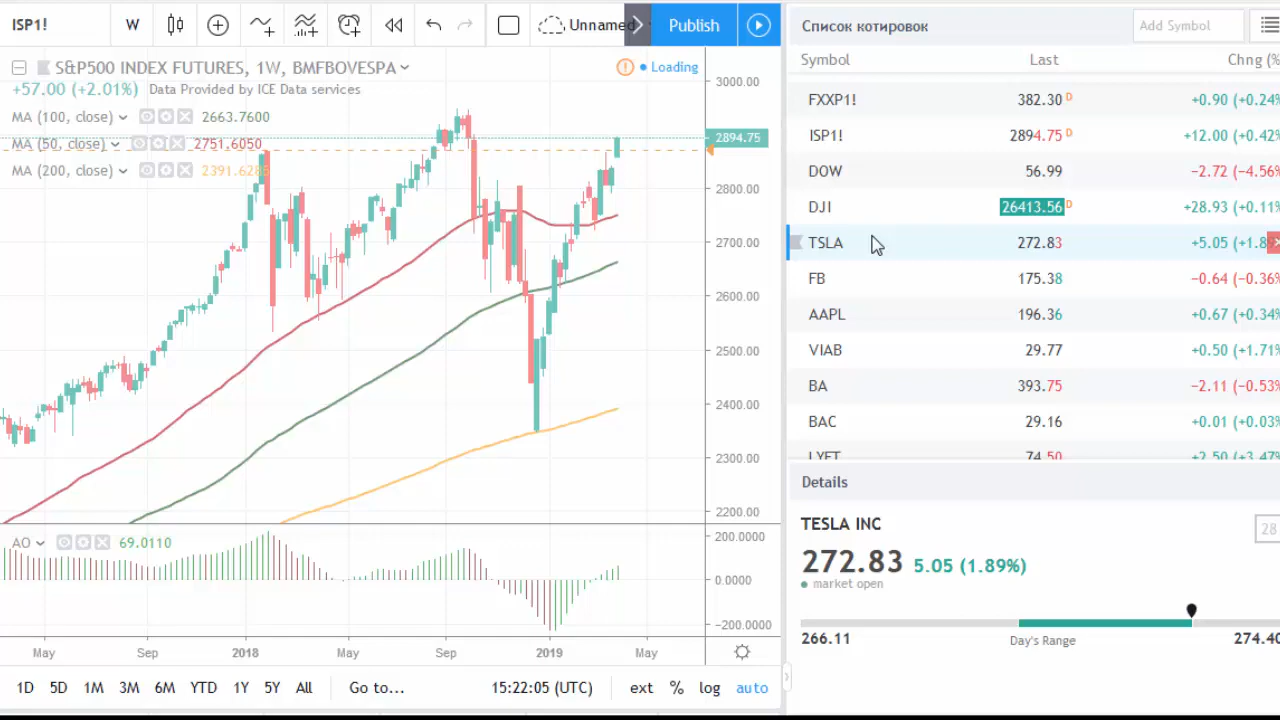 ISP1! W Unnamed Publish
S&P500 INDEX FUTURES, 1W, BMFBOVESPA Loading
+57.00 (+2.01%) Data Provided by ICE Data services
MA (100, close) 2663.7600
MA (50, close) 2751.6050
MA (200, close)
3000.00
2894.75
2800.00
2700.00
2600.00
2500.00
2400.00
2300.00
2200.00
AO 69.0110
200.0000
0.0000
−200.0000
May Sep 2018 May Sep 2019 May
1D 5D 1M 3M 6M YTD 1Y 5Y All Go to... 15:22:05 (UTC) ext % log auto
Список котировок Add Symbol
Symbol Last Chng (%
FXXP1! 382.30 D +0.90 (+0.24%
ISP1! 2894.75 D +12.00 (+0.42%
DOW 56.99 −2.72 (−4.56%
DJI 26413.56 D +28.93 (+0.11%
TSLA 272.83 +5.05 (+1.89
FB 175.38 −0.64 (−0.36%
AAPL 196.36 +0.67 (+0.34%
VIAB 29.77 +0.50 (+1.71%
BA 393.75 −2.11 (−0.53%
BAC 29.16 +0.01 (+0.03%
LYFT 74.50 +2.50 (+3.47%
Details
TESLA INC 28
272.83 5.05 (1.89%)
market open
266.11 Day's Range 274.40